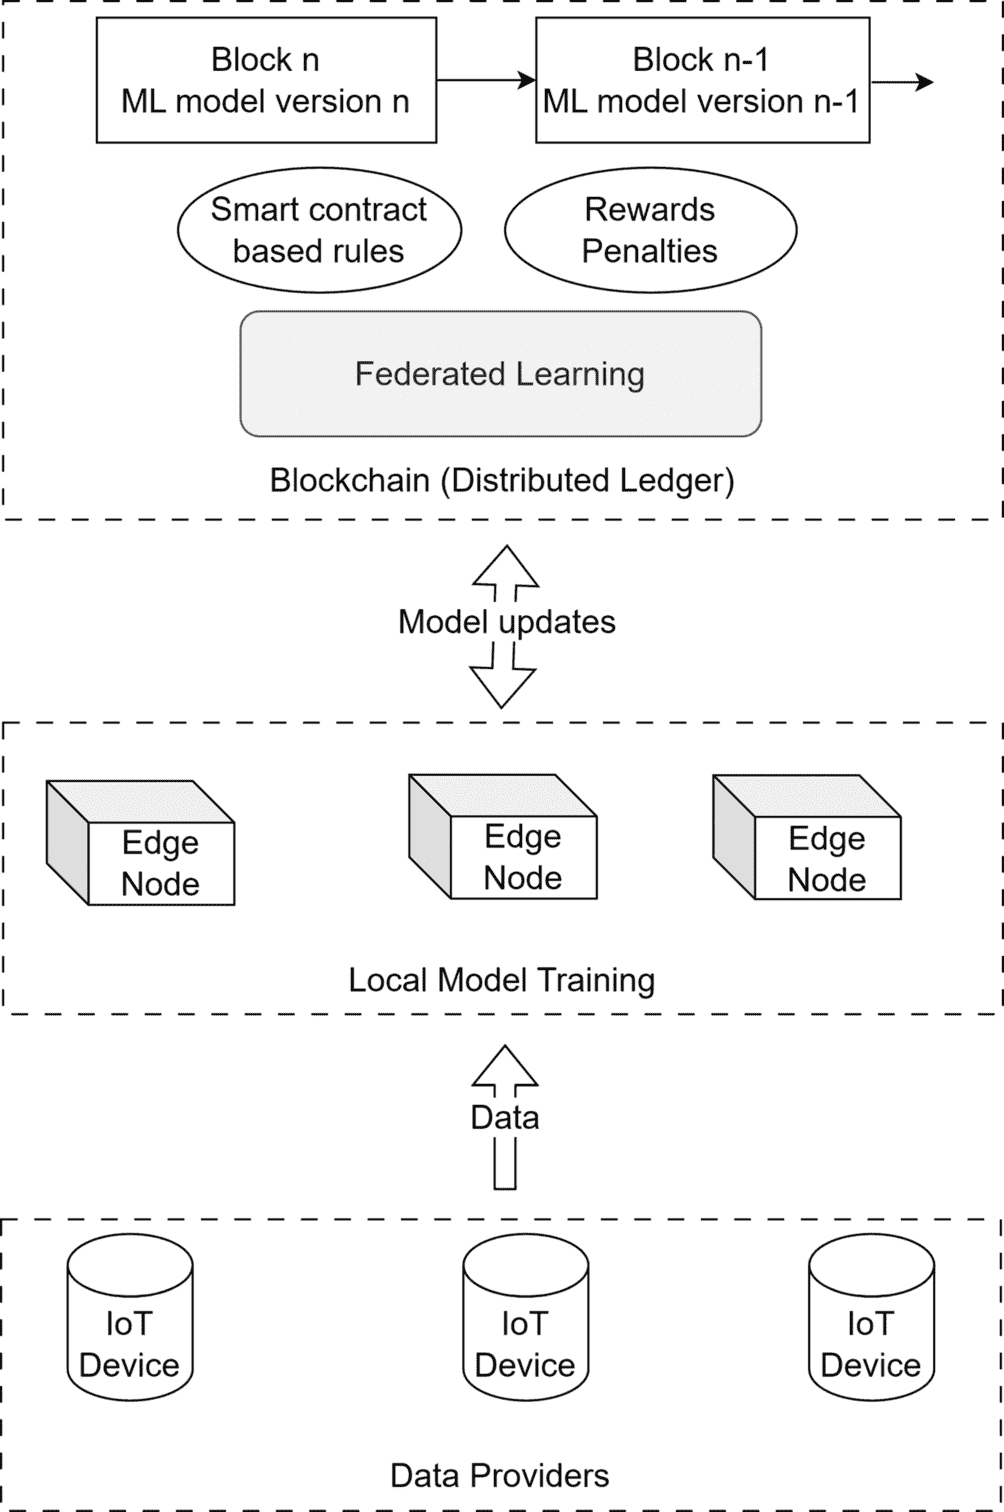 Block n
ML model version n
Block n-1
ML model version n-1
Smart contract
based rules
Rewards
Penalties
Federated Learning
Blockchain (Distributed Ledger)
Model updates
Edge
Node
Edge
Node
Edge
Node
Local Model Training
Data
IoT
Device
IoT
Device
IoT
Device
Data Providers